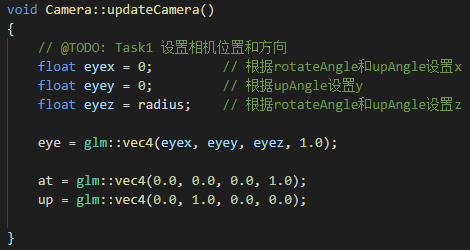 void Camera::updateCamera()
{
// @TODO: Task1 设置相机位置和方向
float eyex = 0; // 根据rotateAngle和upAngle设置x
float eyey = 0; // 根据upAngle设置y
float eyez = radius; // 根据rotateAngle和upAngle设置z
eye = glm::vec4(eyex, eyey, eyez, 1.0);
at = glm::vec4(0.0, 0.0, 0.0, 1.0);
up = glm::vec4(0.0, 1.0, 0.0, 0.0);
}